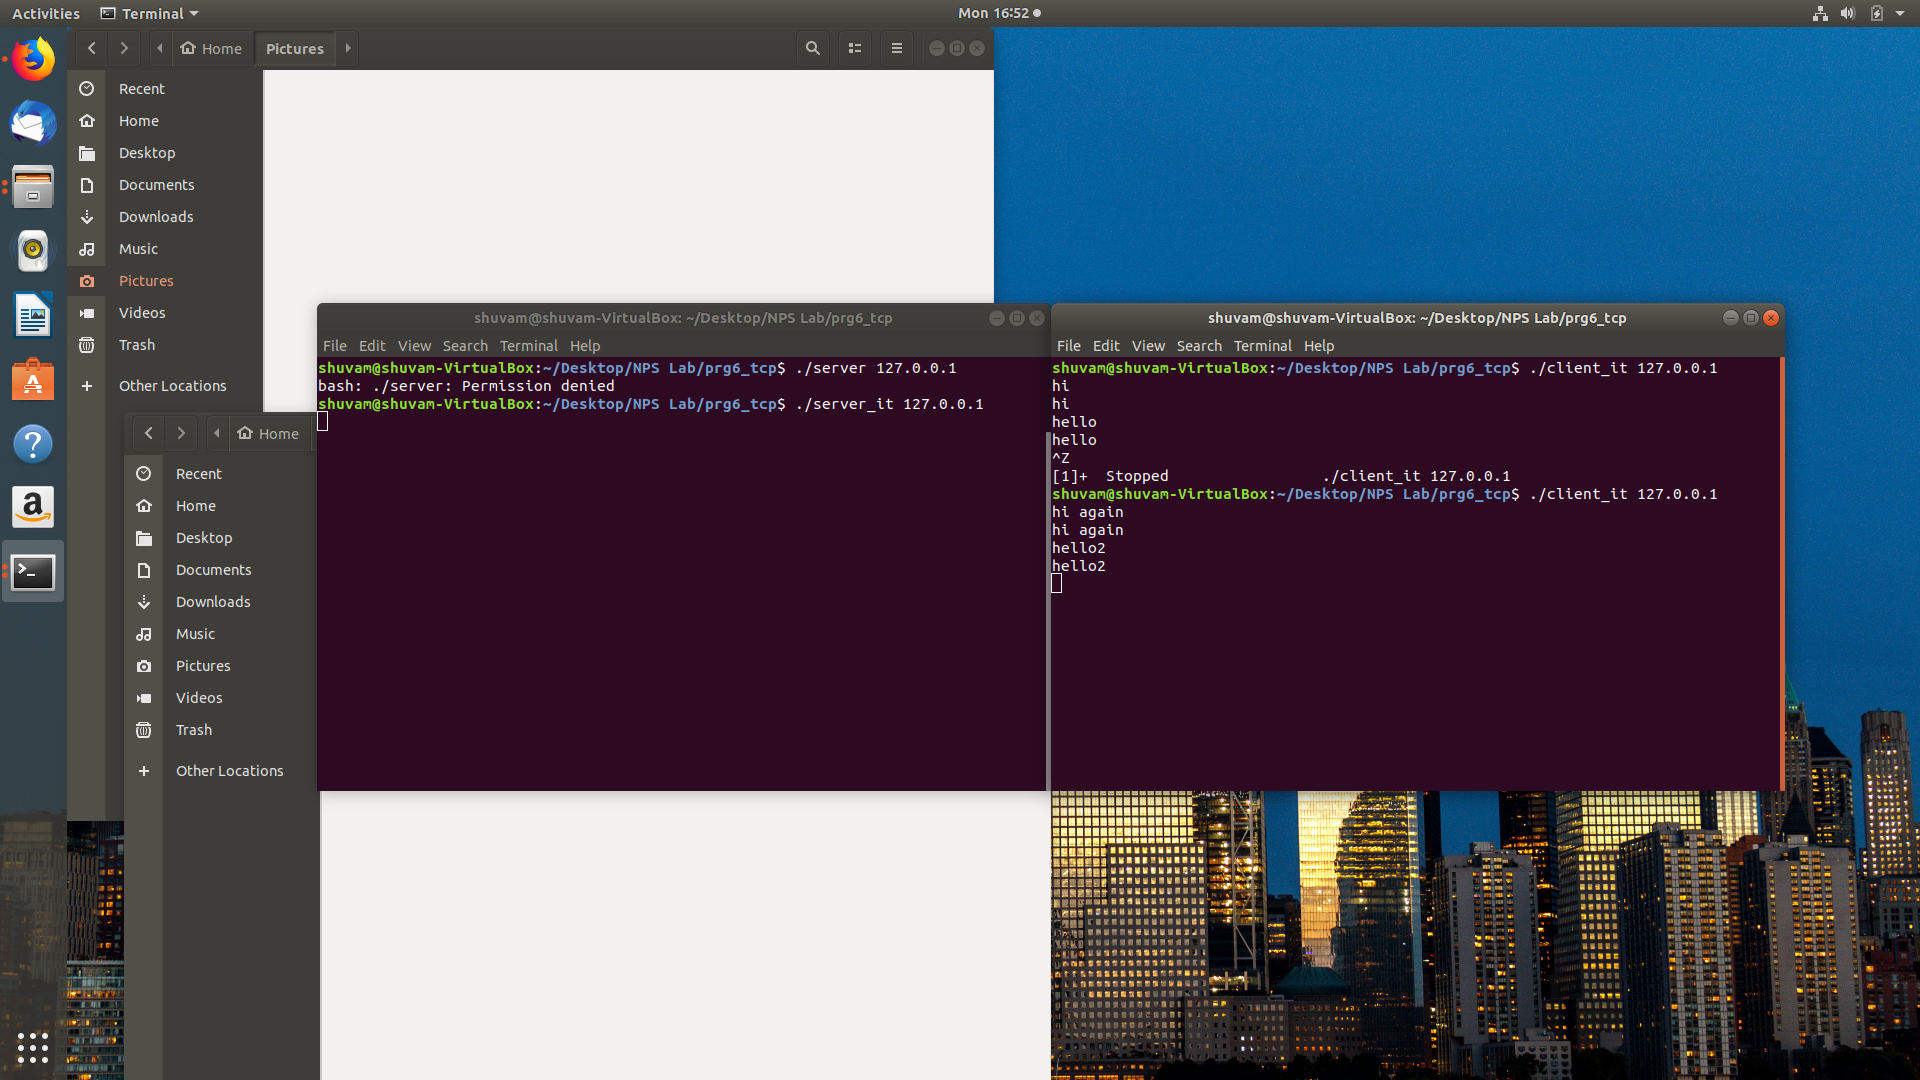 Activities Terminal Mon 16:52
Home Pictures
Recent
Home
Desktop
Documents
Downloads
Music
Pictures
Videos
Trash
Other Locations
Home
Recent
Home
Desktop
Documents
Downloads
Music
Pictures
Videos
Trash
Other Locations
shuvam@shuvam-VirtualBox: ~/Desktop/NPS Lab/prg6_tcp
File Edit View Search Terminal Help
shuvam@shuvam-VirtualBox:~/Desktop/NPS Lab/prg6_tcp$ ./server 127.0.0.1
bash: ./server: Permission denied
shuvam@shuvam-VirtualBox:~/Desktop/NPS Lab/prg6_tcp$ ./server_it 127.0.0.1
shuvam@shuvam-VirtualBox: ~/Desktop/NPS Lab/prg6_tcp
File Edit View Search Terminal Help
shuvam@shuvam-VirtualBox:~/Desktop/NPS Lab/prg6_tcp$ ./client_it 127.0.0.1
hi
hi
hello
hello
^Z
[1]+  Stopped                 ./client_it 127.0.0.1
shuvam@shuvam-VirtualBox:~/Desktop/NPS Lab/prg6_tcp$ ./client_it 127.0.0.1
hi again
hi again
hello2
hello2